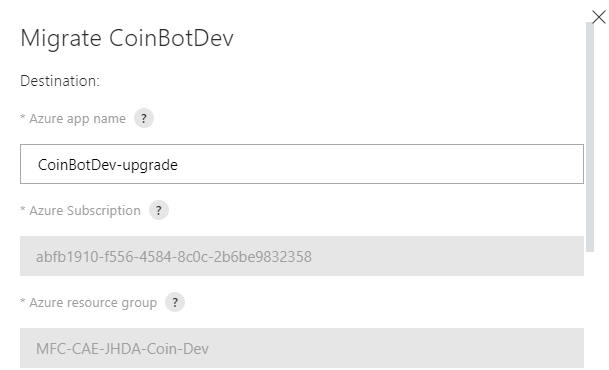 Migrate CoinBotDev
Destination:
* Azure app name ?
CoinBotDev-upgrade
* Azure Subscription ?
abfb1910-f556-4584-8c0c-2b6be9832358
* Azure resource group ?
MFC-CAE-JHDA-Coin-Dev